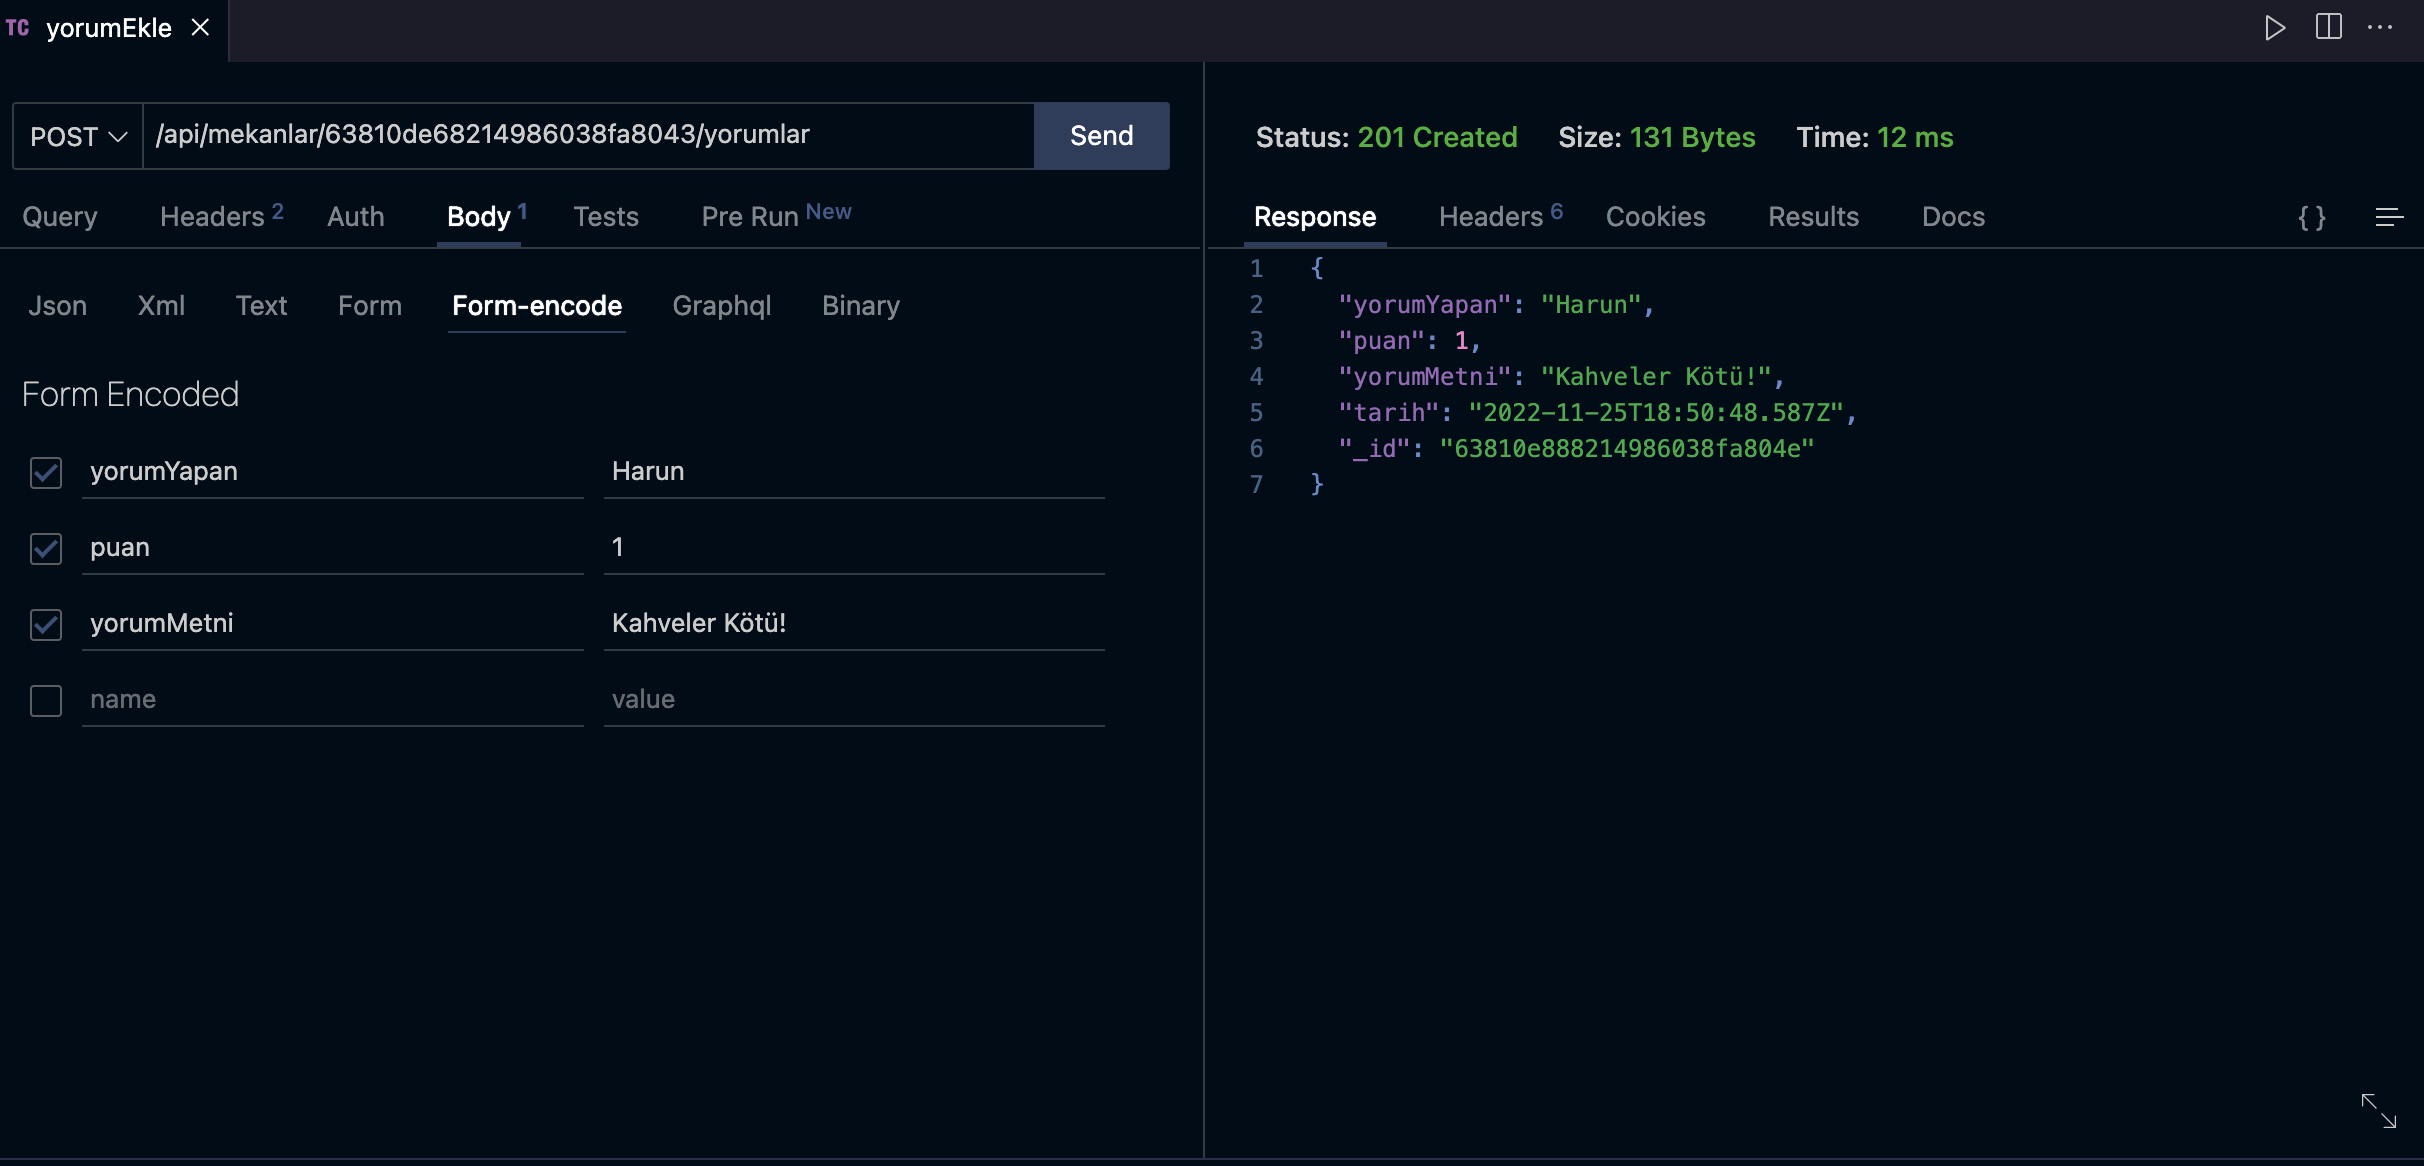 TC yorumEkle
POST /api/mekanlar/63810de68214986038fa8043/yorumlar Send
Query Headers 2 Auth Body 1 Tests Pre Run New
Json Xml Text Form Form-encode Graphql Binary
Form Encoded
yorumYapan Harun
puan 1
yorumMetni Kahveler Kötü!
name value
Status: 201 Created Size: 131 Bytes Time: 12 ms
Response Headers 6 Cookies Results Docs { }
1 {
2 "yorumYapan": "Harun",
3 "puan": 1,
4 "yorumMetni": "Kahveler Kötü!",
5 "tarih": "2022-11-25T18:50:48.587Z",
6 "_id": "63810e888214986038fa804e"
7 }